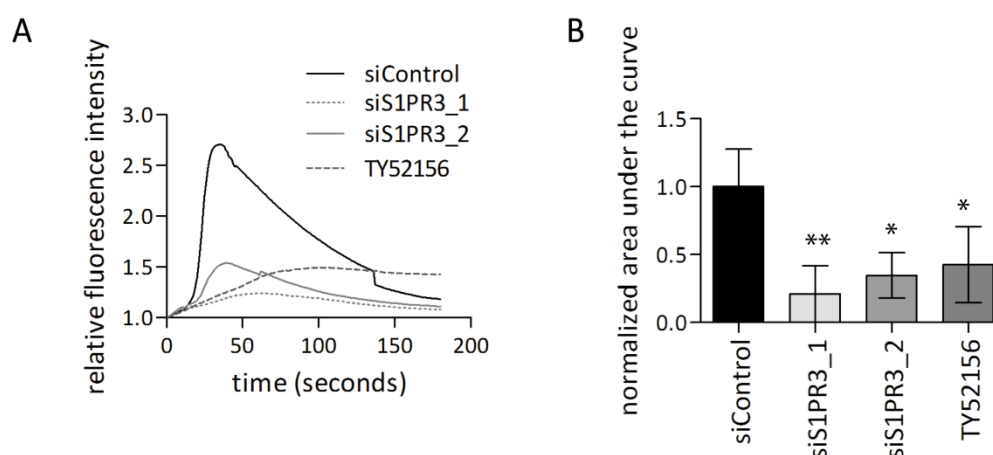 A
relative fluorescence intensity
3.0
2.5
2.0
1.5
1.0
0
50
100
150
200
time (seconds)
siControl
siS1PR3_1
siS1PR3_2
TY52156
B
normalized area under the curve
1.5
1.0
0.5
0.0
**
*
*
siControl
siS1PR3_1
siS1PR3_2
TY52156